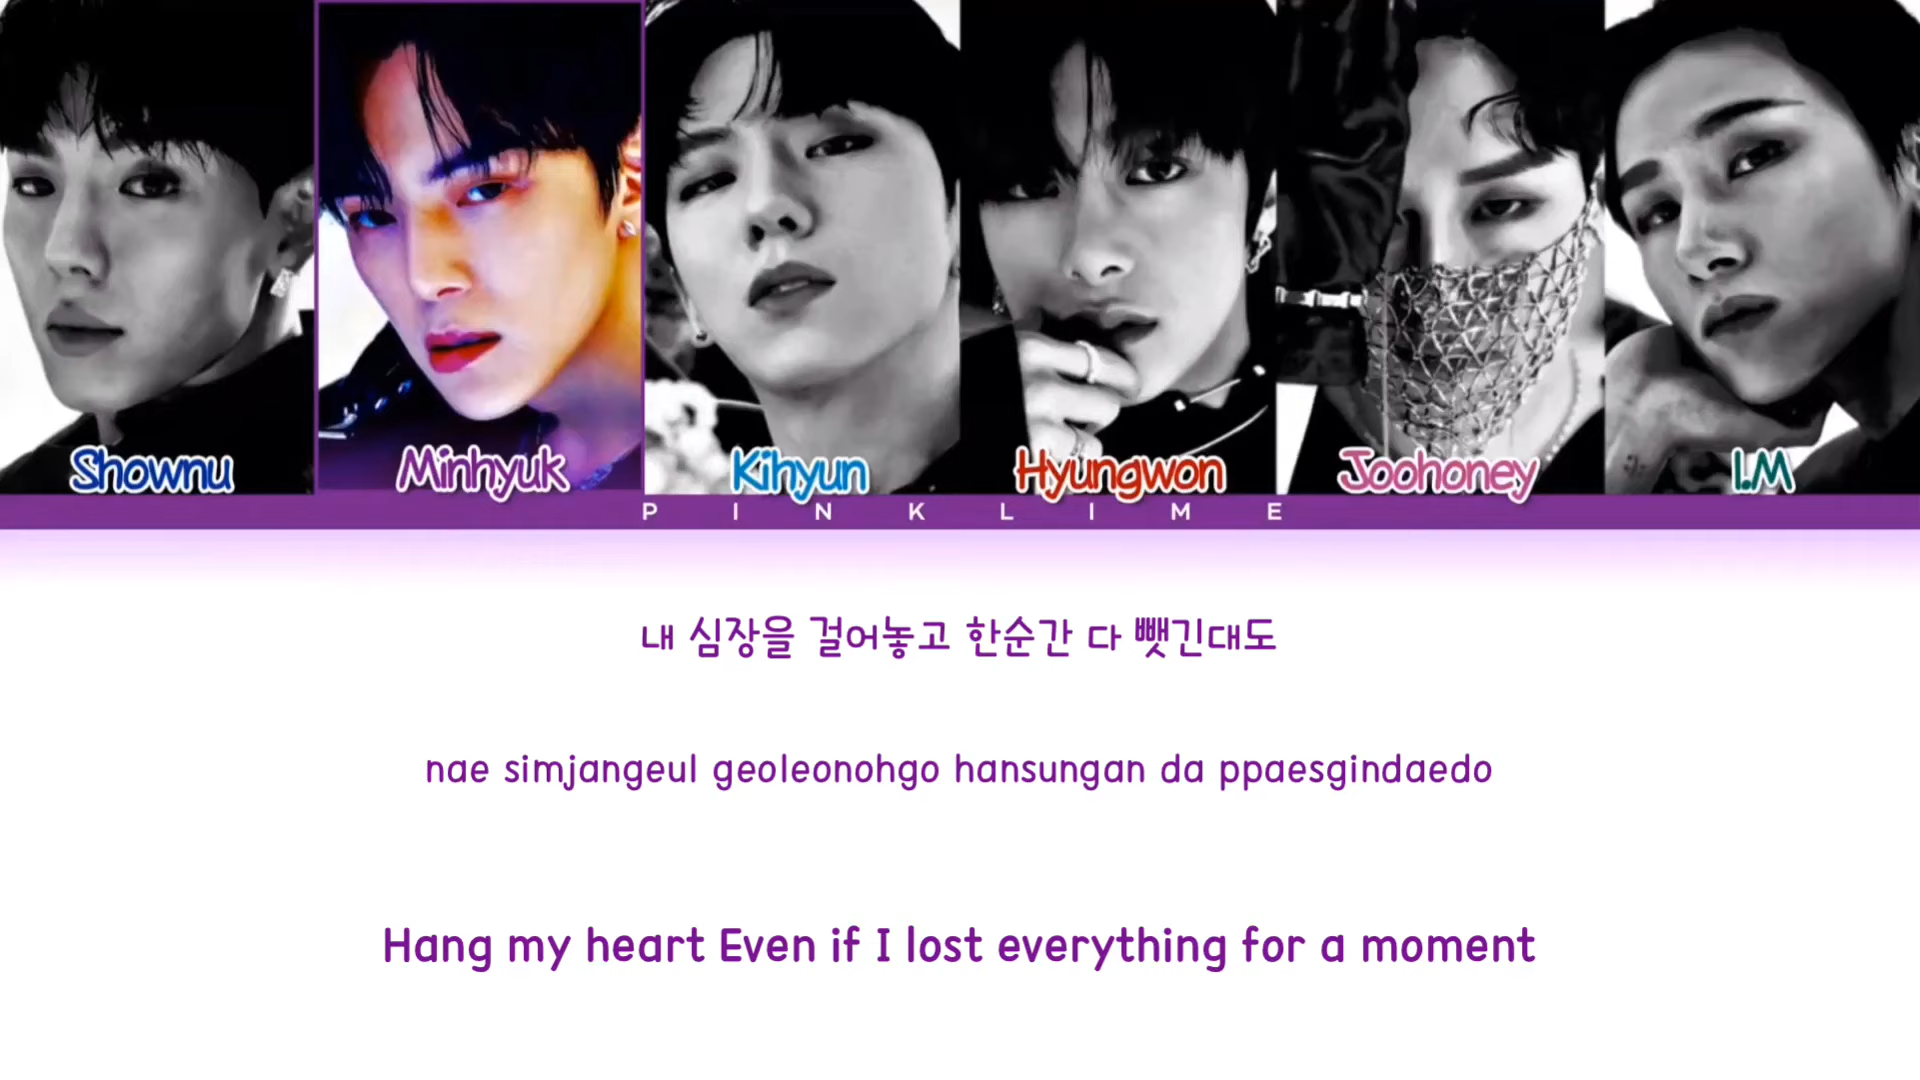 Shownu Minhyuk Kihyun Hyungwon Joohoney I.M
PINKLIME
내 심장을 걸어놓고 한순간 다 뺏긴대도
nae simjangeul geoleonohgo hansungan da ppaesgindaedo
Hang my heart Even if I lost everything for a moment